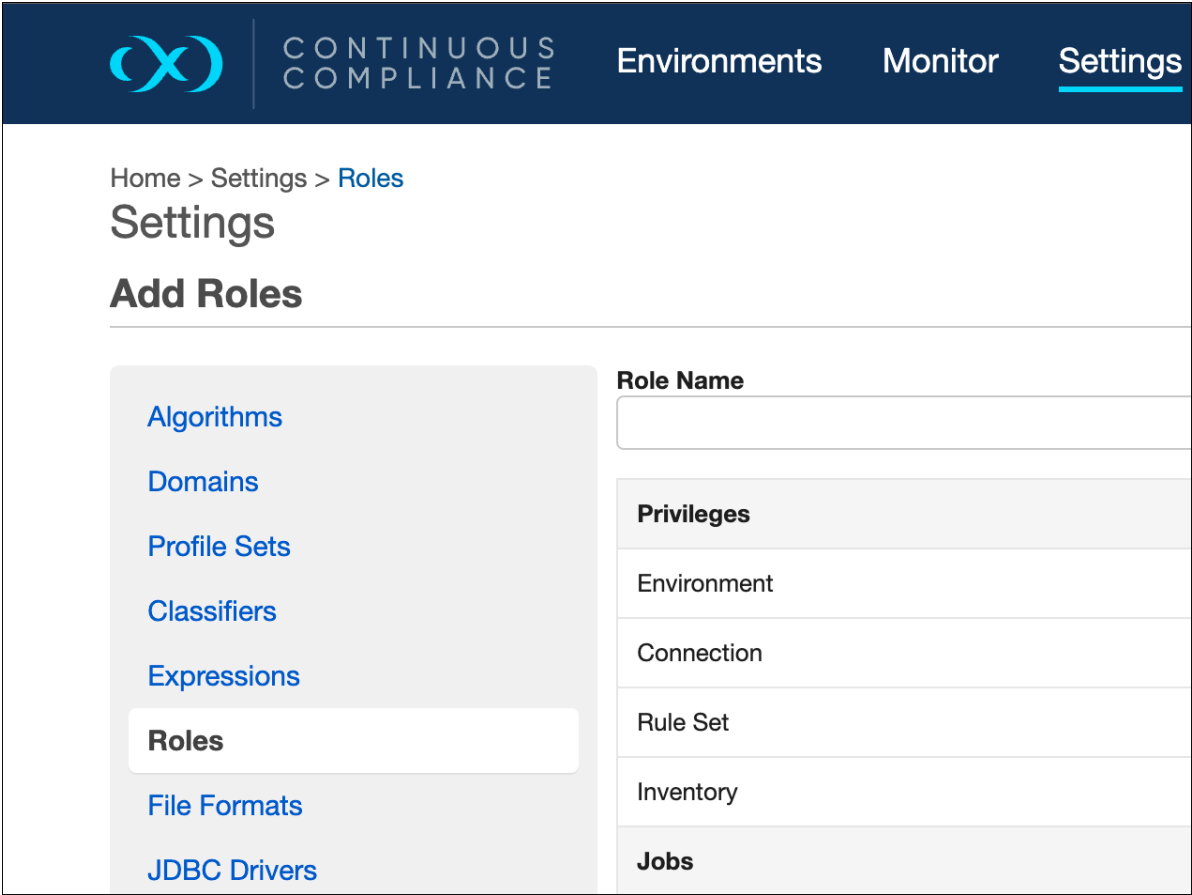 CONTINUOUS
COMPLIANCE
Environments
Monitor
Settings
Home > Settings > Roles
Settings
Add Roles
Algorithms
Domains
Profile Sets
Classifiers
Expressions
Roles
File Formats
JDBC Drivers
Role Name
Privileges
Environment
Connection
Rule Set
Inventory
Jobs